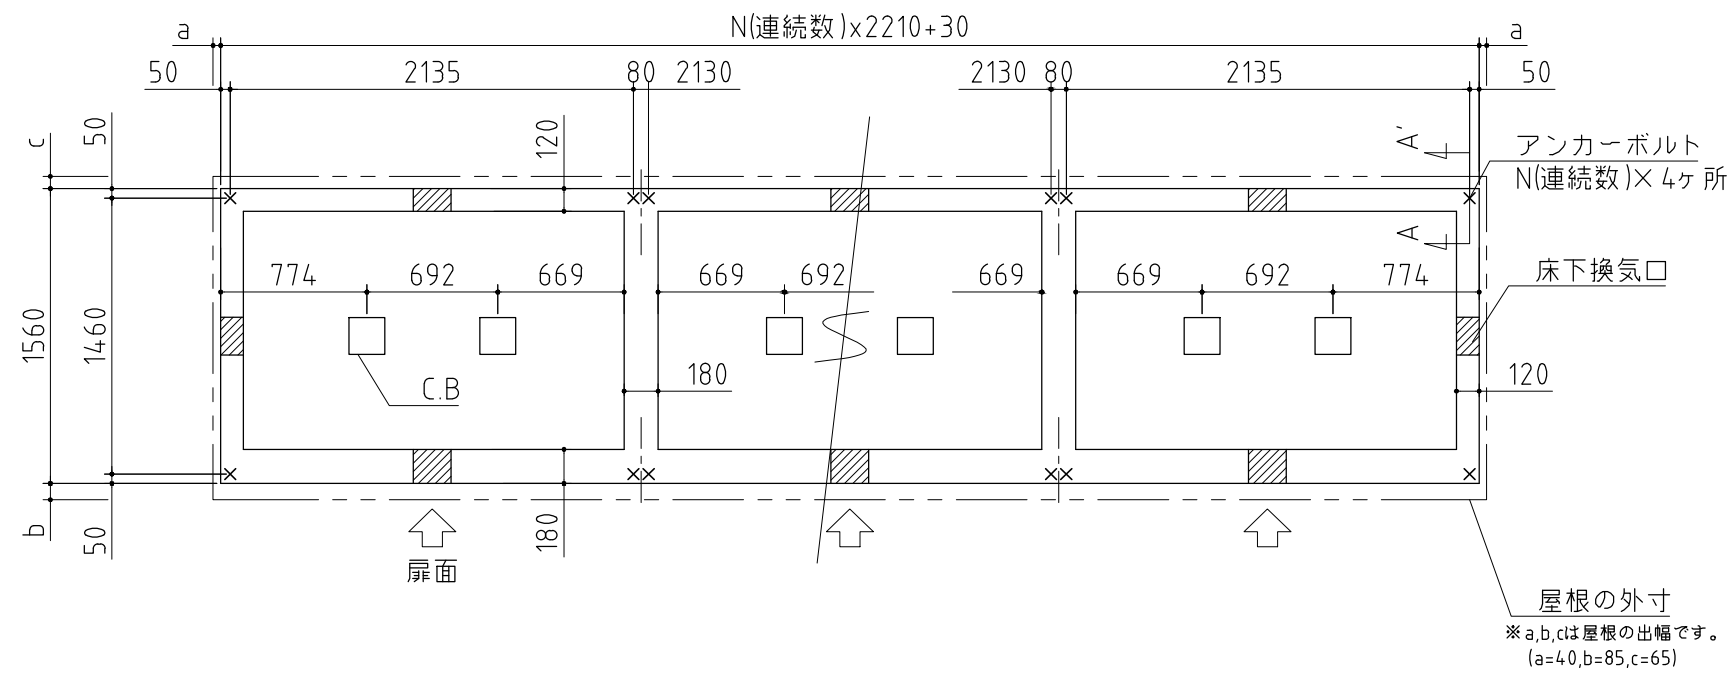 a
N(連続数)x2210+30
a
50
2135
80
2130
2130
80
2135
50
c
50
120
A'
アンカーボルト
N(連続数)× 4ヶ所
A
774
692
669
669
692
669
669
692
774
床下換気口
1560
1460
C.B
180
120
b
50
180
扉面
屋根の外寸
※a,b,cは屋根の出幅です。
(a=40,b=85,c=65)